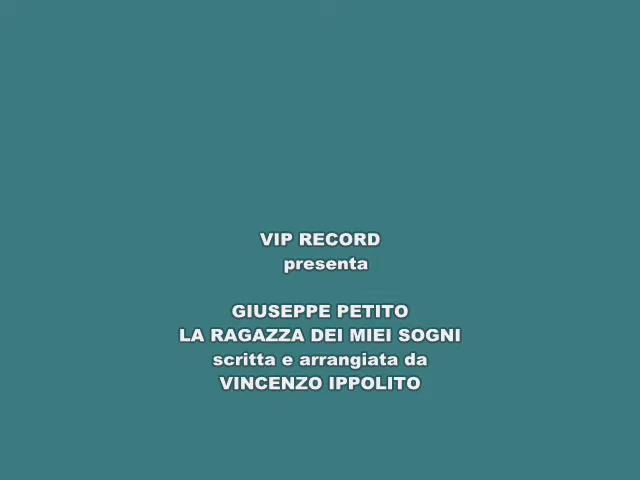 VIP RECORD
presenta
GIUSEPPE PETITO
LA RAGAZZA DEI MIEI SOGNI
scritta e arrangiata da
VINCENZO IPPOLITO